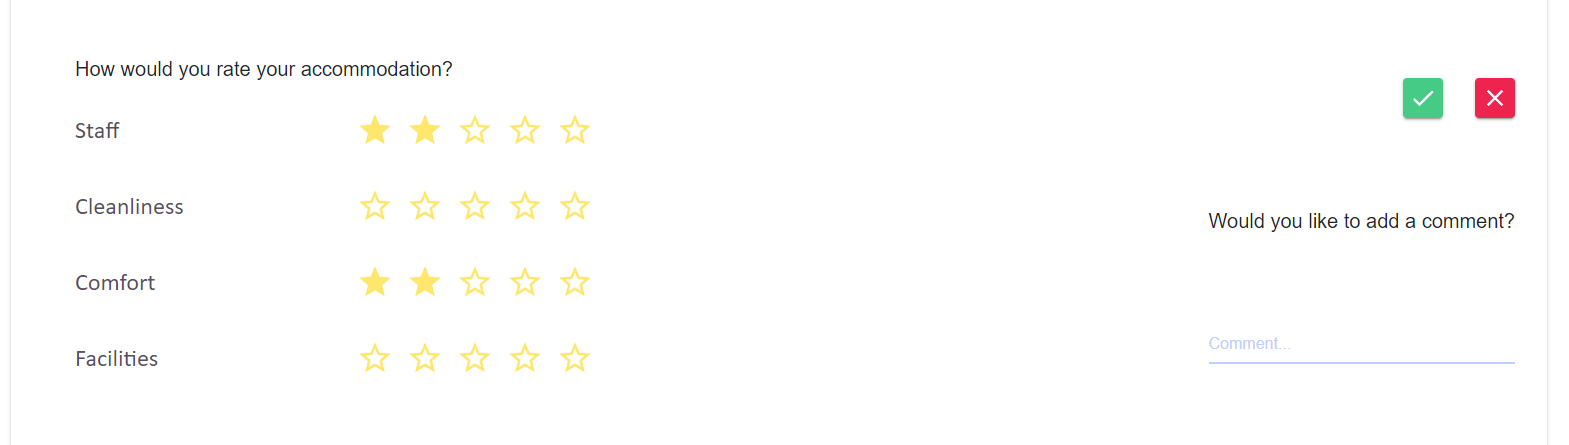 How would you rate your accommodation?
Staff
Cleanliness
Comfort
Facilities
Would you like to add a comment?
Comment...